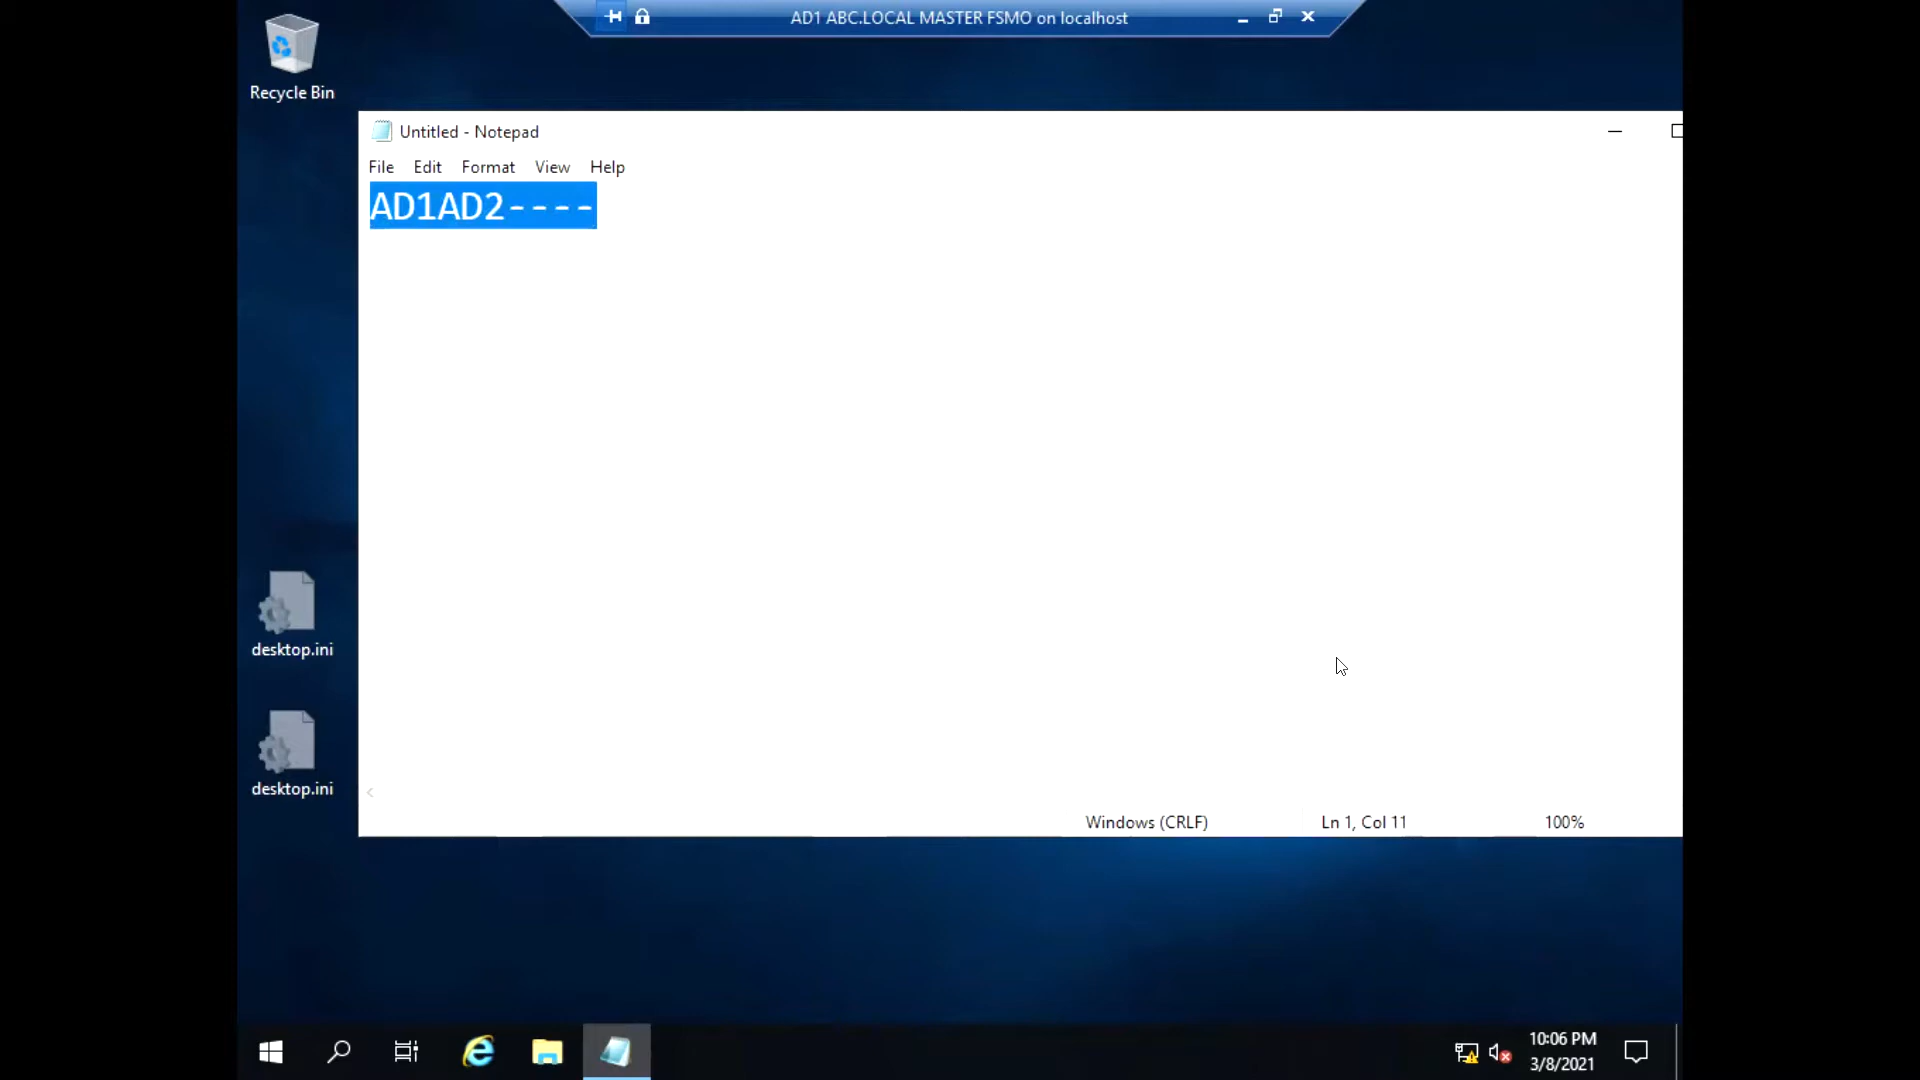 AD1 ABC.LOCAL MASTER FSMO on localhost
Recycle Bin
Untitled - Notepad
File Edit Format View Help
AD1AD2----
desktop.ini
desktop.ini
Windows (CRLF) Ln 1, Col 11 100%
10:06 PM
3/8/2021